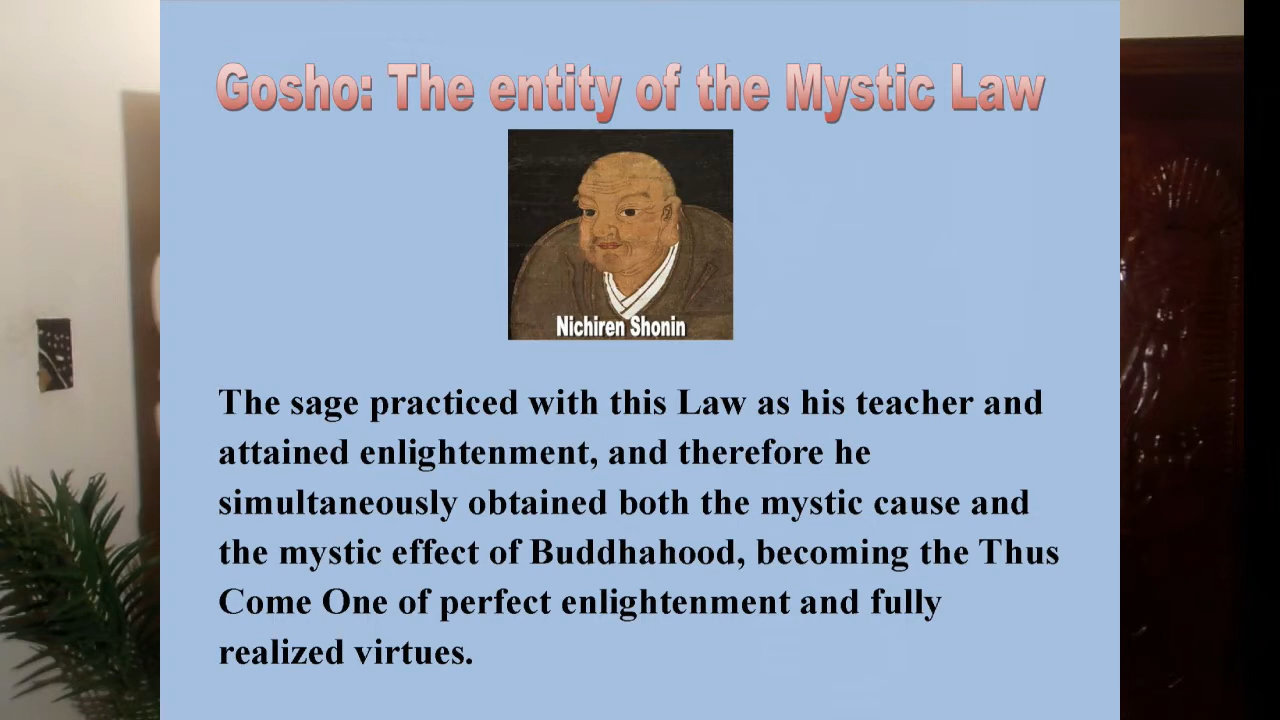 Gosho: The entity of the Mystic Law
Nichiren Shonin
The sage practiced with this Law as his teacher and
attained enlightenment, and therefore he
simultaneously obtained both the mystic cause and
the mystic effect of Buddhahood, becoming the Thus
Come One of perfect enlightenment and fully
realized virtues.